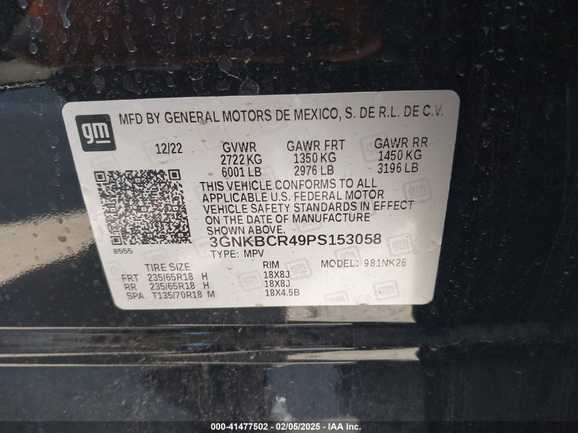 gm
MFD BY GENERAL MOTORS DE MEXICO, S. DE R.L. DE C.V.
12/22 GVWR GAWR FRT GAWR RR
2722 KG 1350 KG 1450 KG
6001 LB 2976 LB 3196 LB
THIS VEHICLE CONFORMS TO ALL
APPLICABLE U.S. FEDERAL MOTOR
VEHICLE SAFETY STANDARDS IN EFFECT
ON THE DATE OF MANUFACTURE
SHOWN ABOVE.
3GNKBCR49PS153058
8555 TYPE: MPV
TIRE SIZE RIM MODEL: 981NK26
FRT 235/65R18 H 18X8J
RR 235/65R18 H 18X8J
SPA T135/70R18 M 18X4.5B
000-41477502 - 02/05/2025 - IAA Inc.